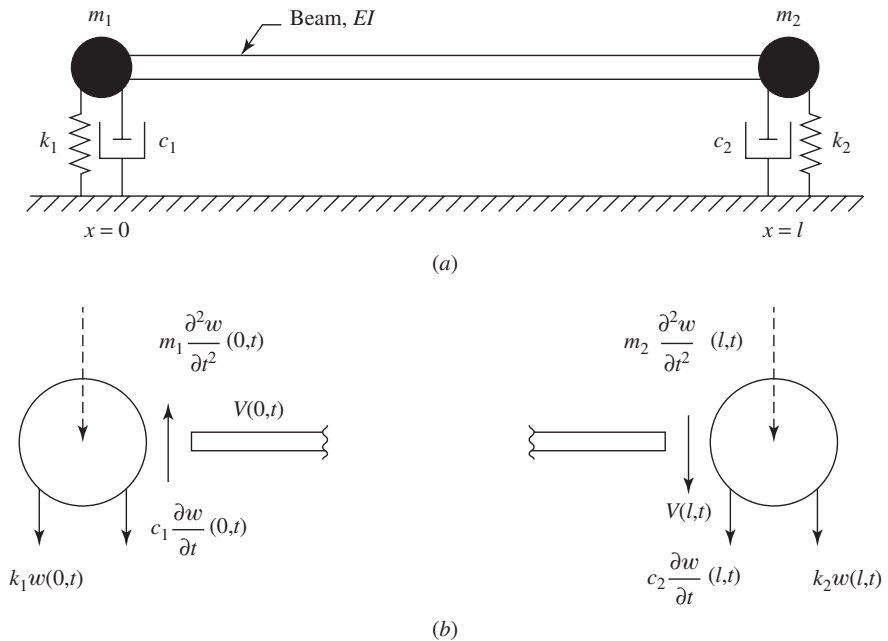 m₁
Beam, EI
m₂
k₁
c₁
c₂
k₂
x = 0
x = l
(a)
m₁ ∂²w/∂t² (0,t)
V(0,t)
c₁ ∂w/∂t (0,t)
k₁w(0,t)
m₂ ∂²w/∂t² (l,t)
V(l,t)
c₂ ∂w/∂t (l,t)
k₂w(l,t)
(b)